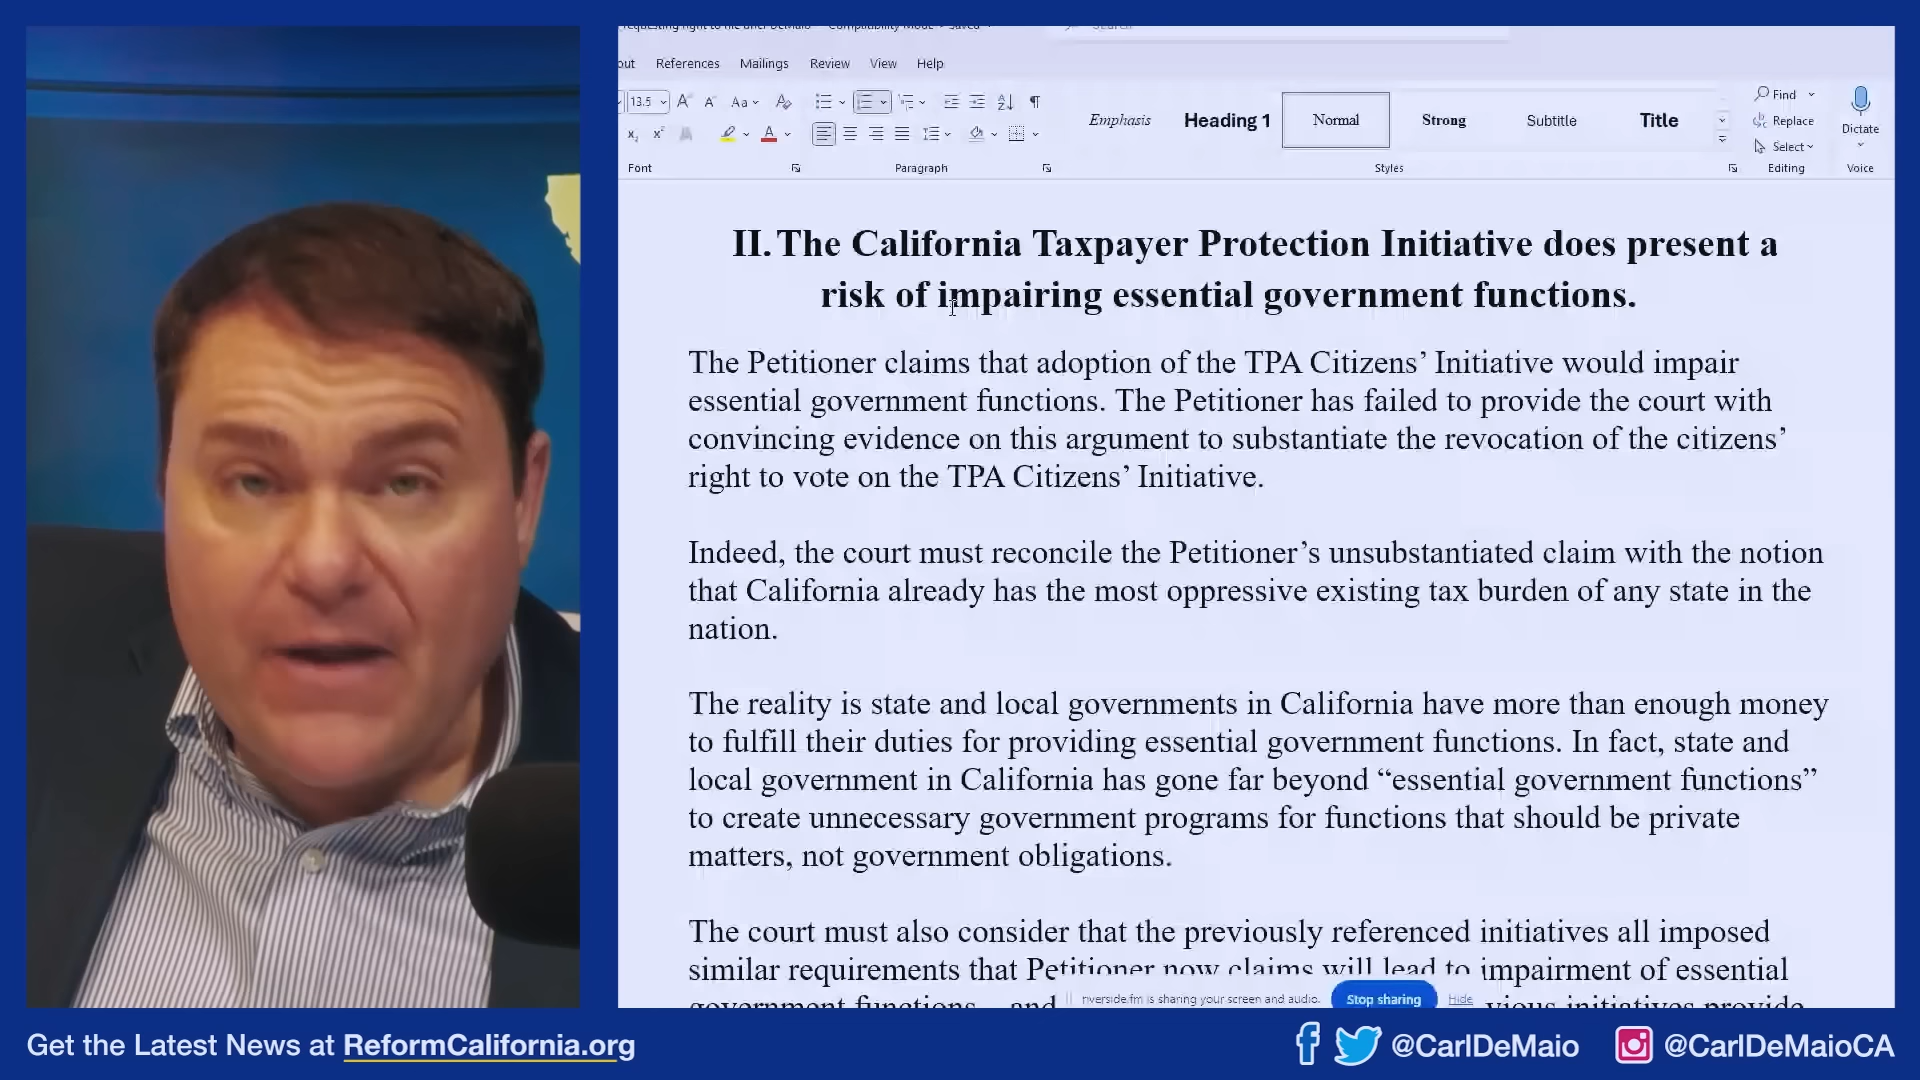 Compatibility Mode
Saved
Search
out References Mailings Review View Help
13.5
Aa
Emphasis
Heading 1
Normal
Strong
Subtitle
Title
Find
Replace
Select
Dictate
Font
Paragraph
Styles
Editing
Voice
II. The California Taxpayer Protection Initiative does present a
risk of impairing essential government functions.
The Petitioner claims that adoption of the TPA Citizens’ Initiative would impair
essential government functions. The Petitioner has failed to provide the court with
convincing evidence on this argument to substantiate the revocation of the citizens’
right to vote on the TPA Citizens’ Initiative.
Indeed, the court must reconcile the Petitioner’s unsubstantiated claim with the notion
that California already has the most oppressive existing tax burden of any state in the
nation.
The reality is state and local governments in California have more than enough money
to fulfill their duties for providing essential government functions. In fact, state and
local government in California has gone far beyond “essential government functions”
to create unnecessary government programs for functions that should be private
matters, not government obligations.
The court must also consider that the previously referenced initiatives all imposed
similar requirements that Petitioner now claims will lead to impairment of essential
government functions and
initiatives provide
riverside.fm is sharing your screen and audio.
Stop sharing
Hide
Get the Latest News at ReformCalifornia.org
@CarlDeMaio
@CarlDeMaioCA